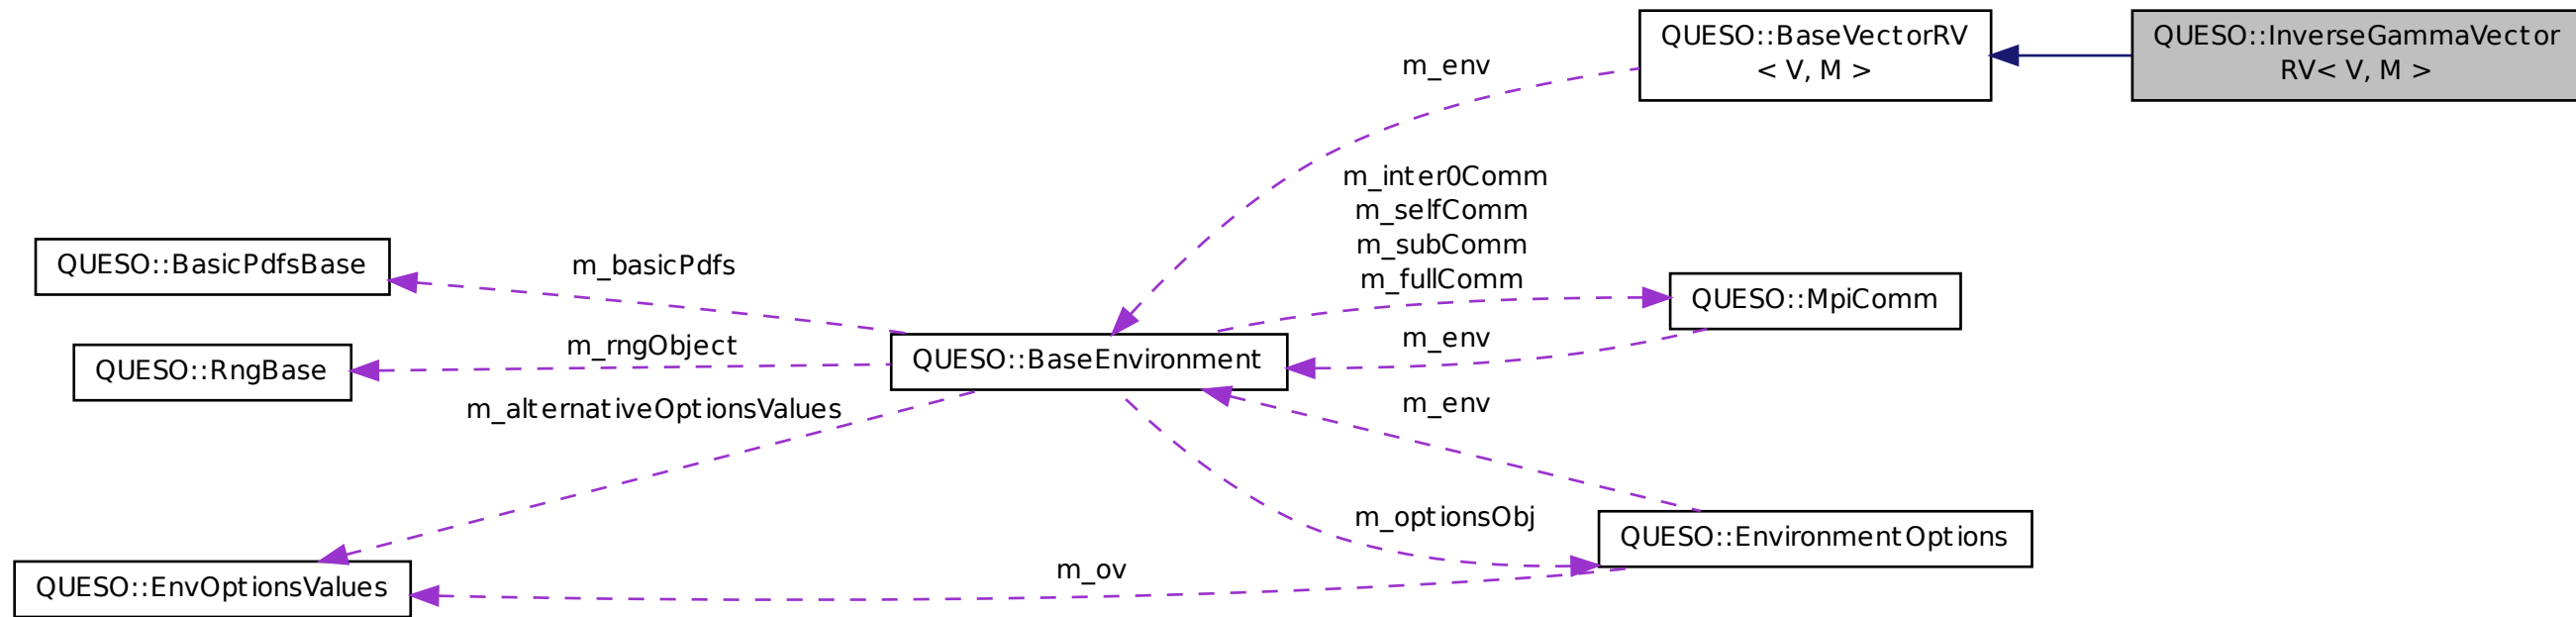 QUESO::BaseVectorRV
< V, M >
QUESO::InverseGammaVector
RV< V, M >
m_env
m_inter0Comm
m_selfComm
m_subComm
m_fullComm
QUESO::BasicPdfsBase
m_basicPdfs
QUESO::MpiComm
QUESO::RngBase
m_rngObject
QUESO::BaseEnvironment
m_env
m_alternativeOptionsValues
m_env
m_optionsObj
QUESO::EnvironmentOptions
QUESO::EnvOptionsValues
m_ov